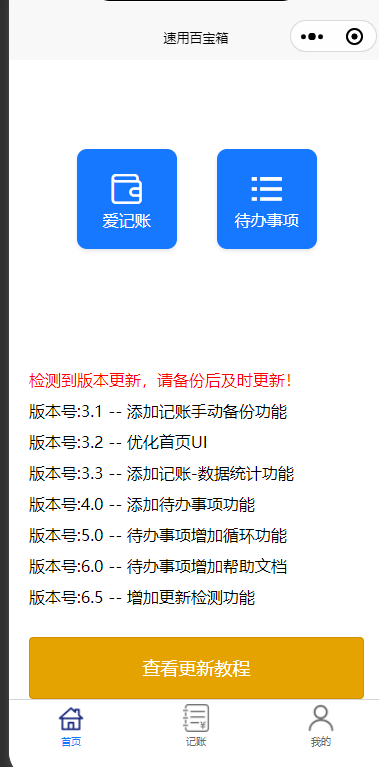 速用百宝箱
爱记账
待办事项
检测到版本更新，请备份后及时更新！
版本号:3.1 -- 添加记账手动备份功能
版本号:3.2 -- 优化首页UI
版本号:3.3 -- 添加记账-数据统计功能
版本号:4.0 -- 添加待办事项功能
版本号:5.0 -- 待办事项增加循环功能
版本号:6.0 -- 待办事项增加帮助文档
版本号:6.5 -- 增加更新检测功能
查看更新教程
首页
记账
我的